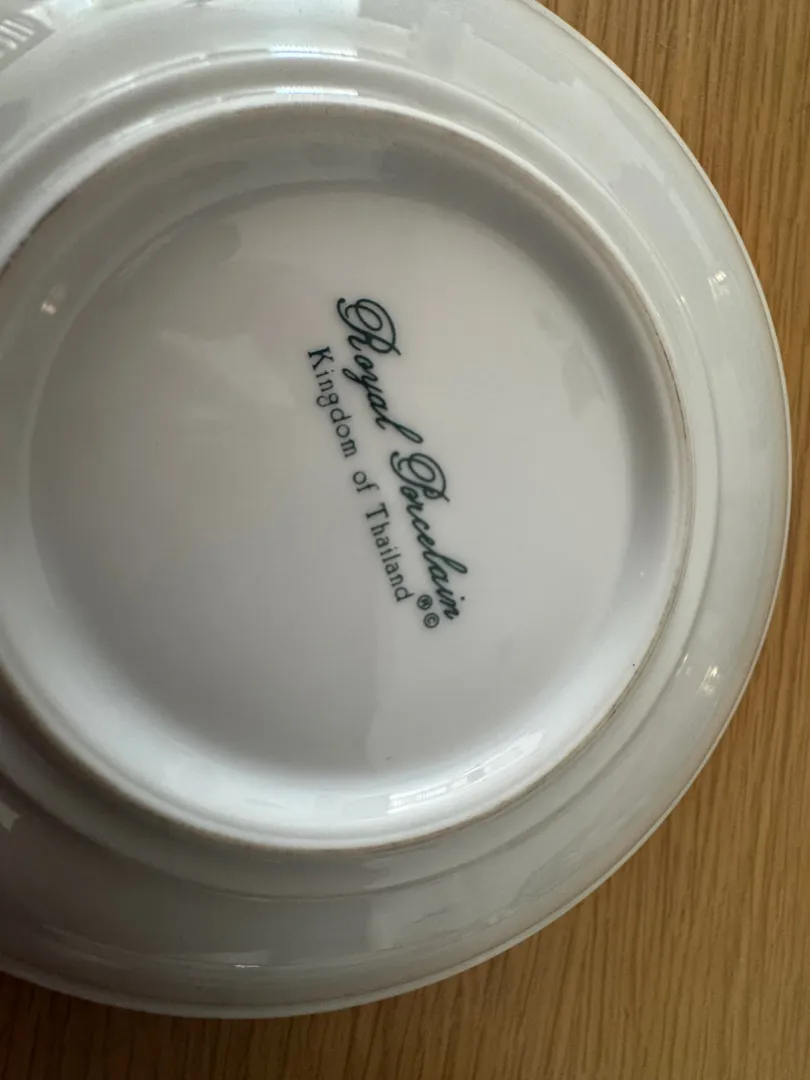 Royal Porcelain
Kingdom of Thailand ®©